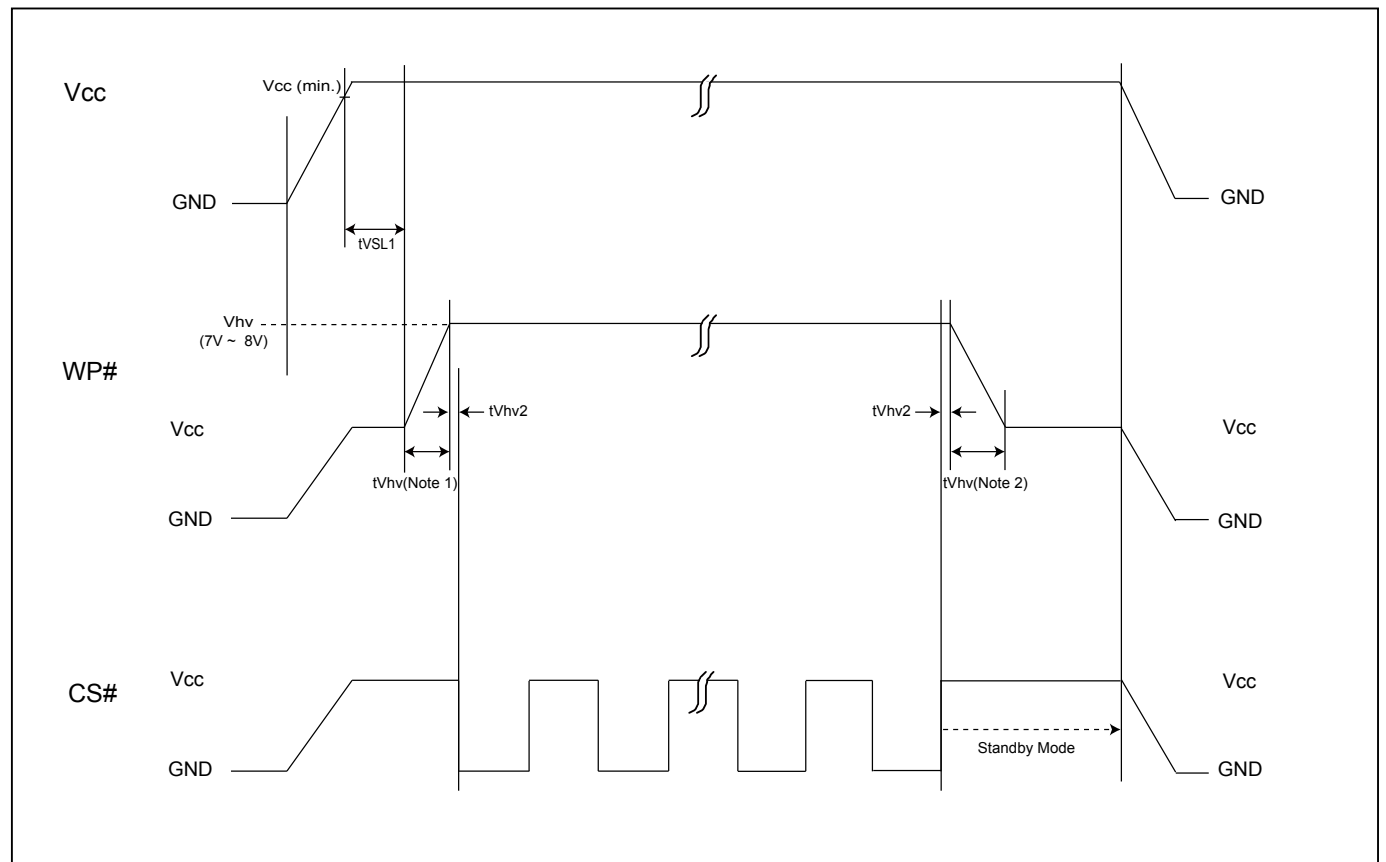 Vcc
Vcc (min.)
GND
GND
tVSL1
Vhv
(7V ~ 8V)
WP#
tVhv2
tVhv2
Vcc
Vcc
tVhv(Note 1)
tVhv(Note 2)
GND
GND
CS#
Vcc
Vcc
Standby Mode
GND
GND